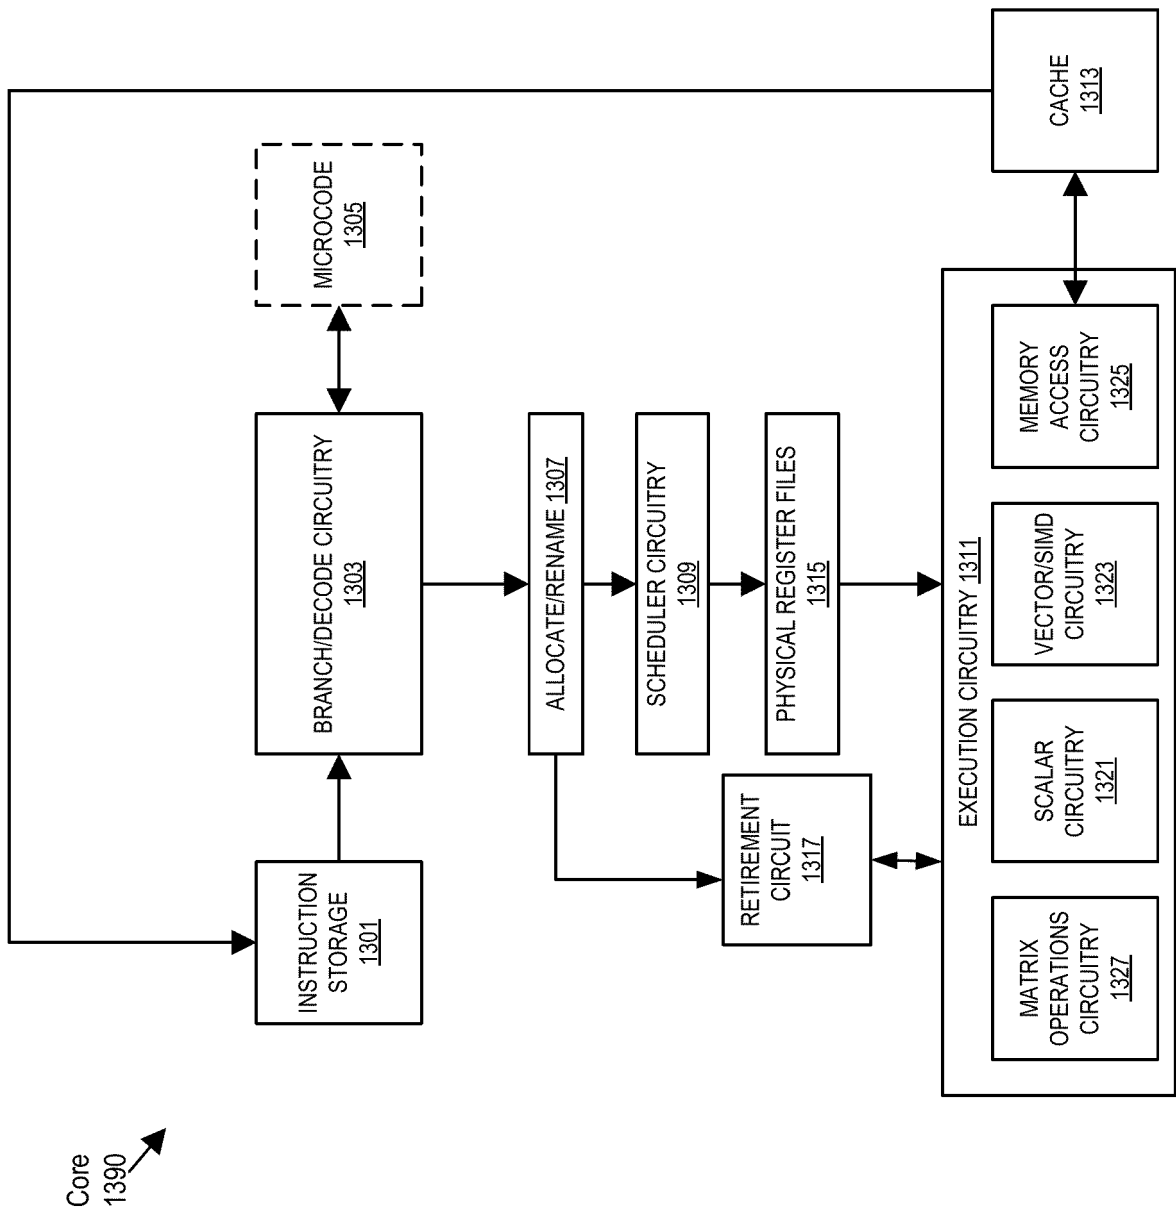 Core
1390
INSTRUCTION
STORAGE
1301
BRANCH/DECODE CIRCUITRY
1303
MICROCODE
1305
ALLOCATE/RENAME 1307
SCHEDULER CIRCUITRY
1309
PHYSICAL REGISTER FILES
1315
RETIREMENT
CIRCUIT
1317
EXECUTION CIRCUITRY 1311
MATRIX
OPERATIONS
CIRCUITRY
1327
SCALAR
CIRCUITRY
1321
VECTOR/SIMD
CIRCUITRY
1323
MEMORY
ACCESS
CIRCUITRY
1325
CACHE
1313